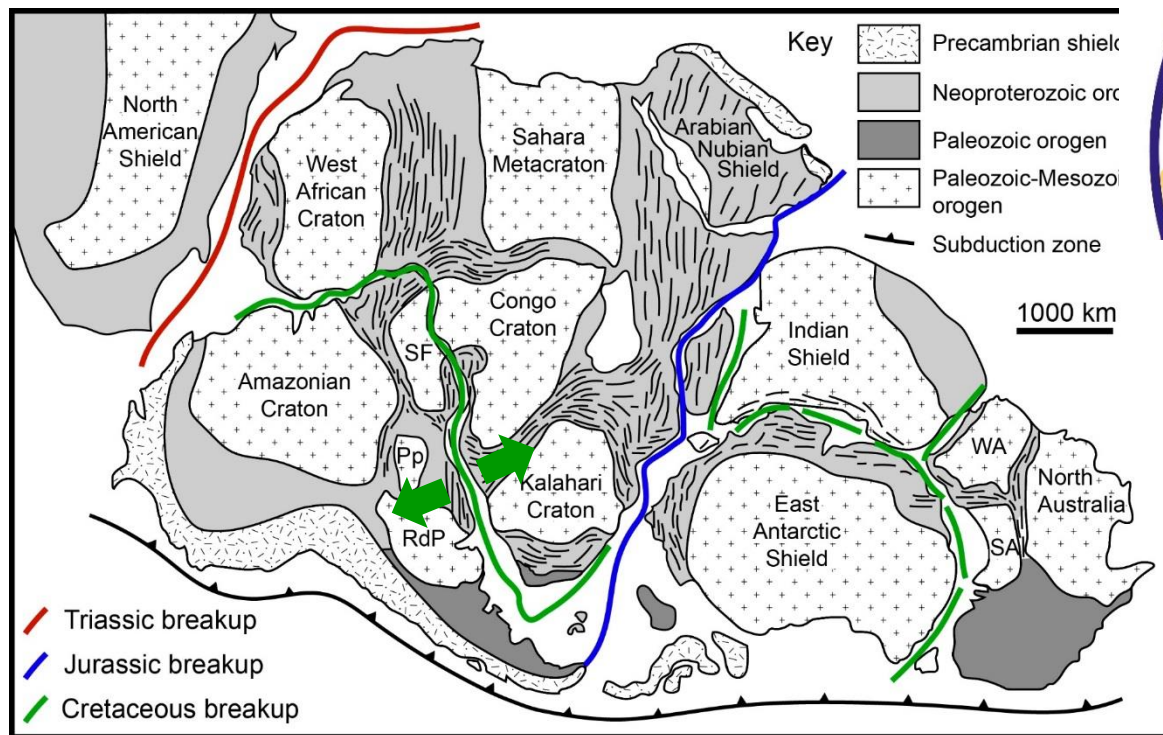 North
American
Shield
West
African
Craton
Sahara
Metacraton
Arabian
Nubian
Shield
Key
Precambrian shield
Neoproterozoic oro
Paleozoic orogen
Paleozoic-Mesozoi
orogen
Subduction zone
1000 km
Congo
Craton
SF
Indian
Shield
Amazonian
Craton
Pp
Kalahari
Craton
RdP
WA
North
Australia
East
Antarctic
Shield
SA
Triassic breakup
Jurassic breakup
Cretaceous breakup